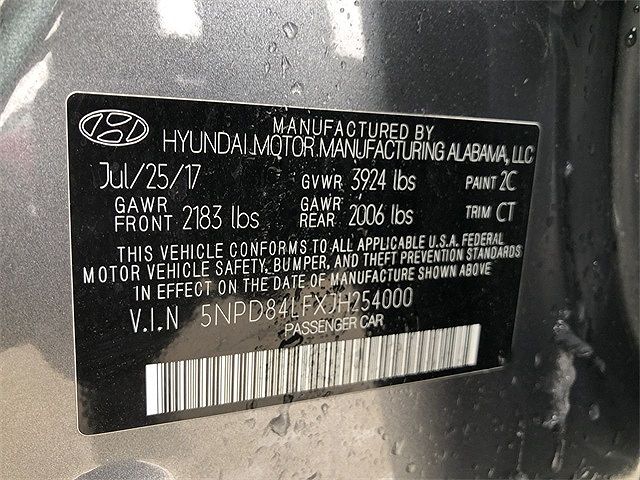 MANUFACTURED BY
HYUNDAI MOTOR MANUFACTURING ALABAMA, LLC
Jul/25/17 GVWR 3924 lbs PAINT 2C
GAWR FRONT 2183 lbs GAWR REAR 2006 lbs TRIM CT
THIS VEHICLE CONFORMS TO ALL APPLICABLE U.S.A. FEDERAL
MOTOR VEHICLE SAFETY, BUMPER, AND THEFT PREVENTION STANDARDS
IN EFFECT ON THE DATE OF MANUFACTURE SHOWN ABOVE
V.I.N 5NPD84LFXJH254000
PASSENGER CAR